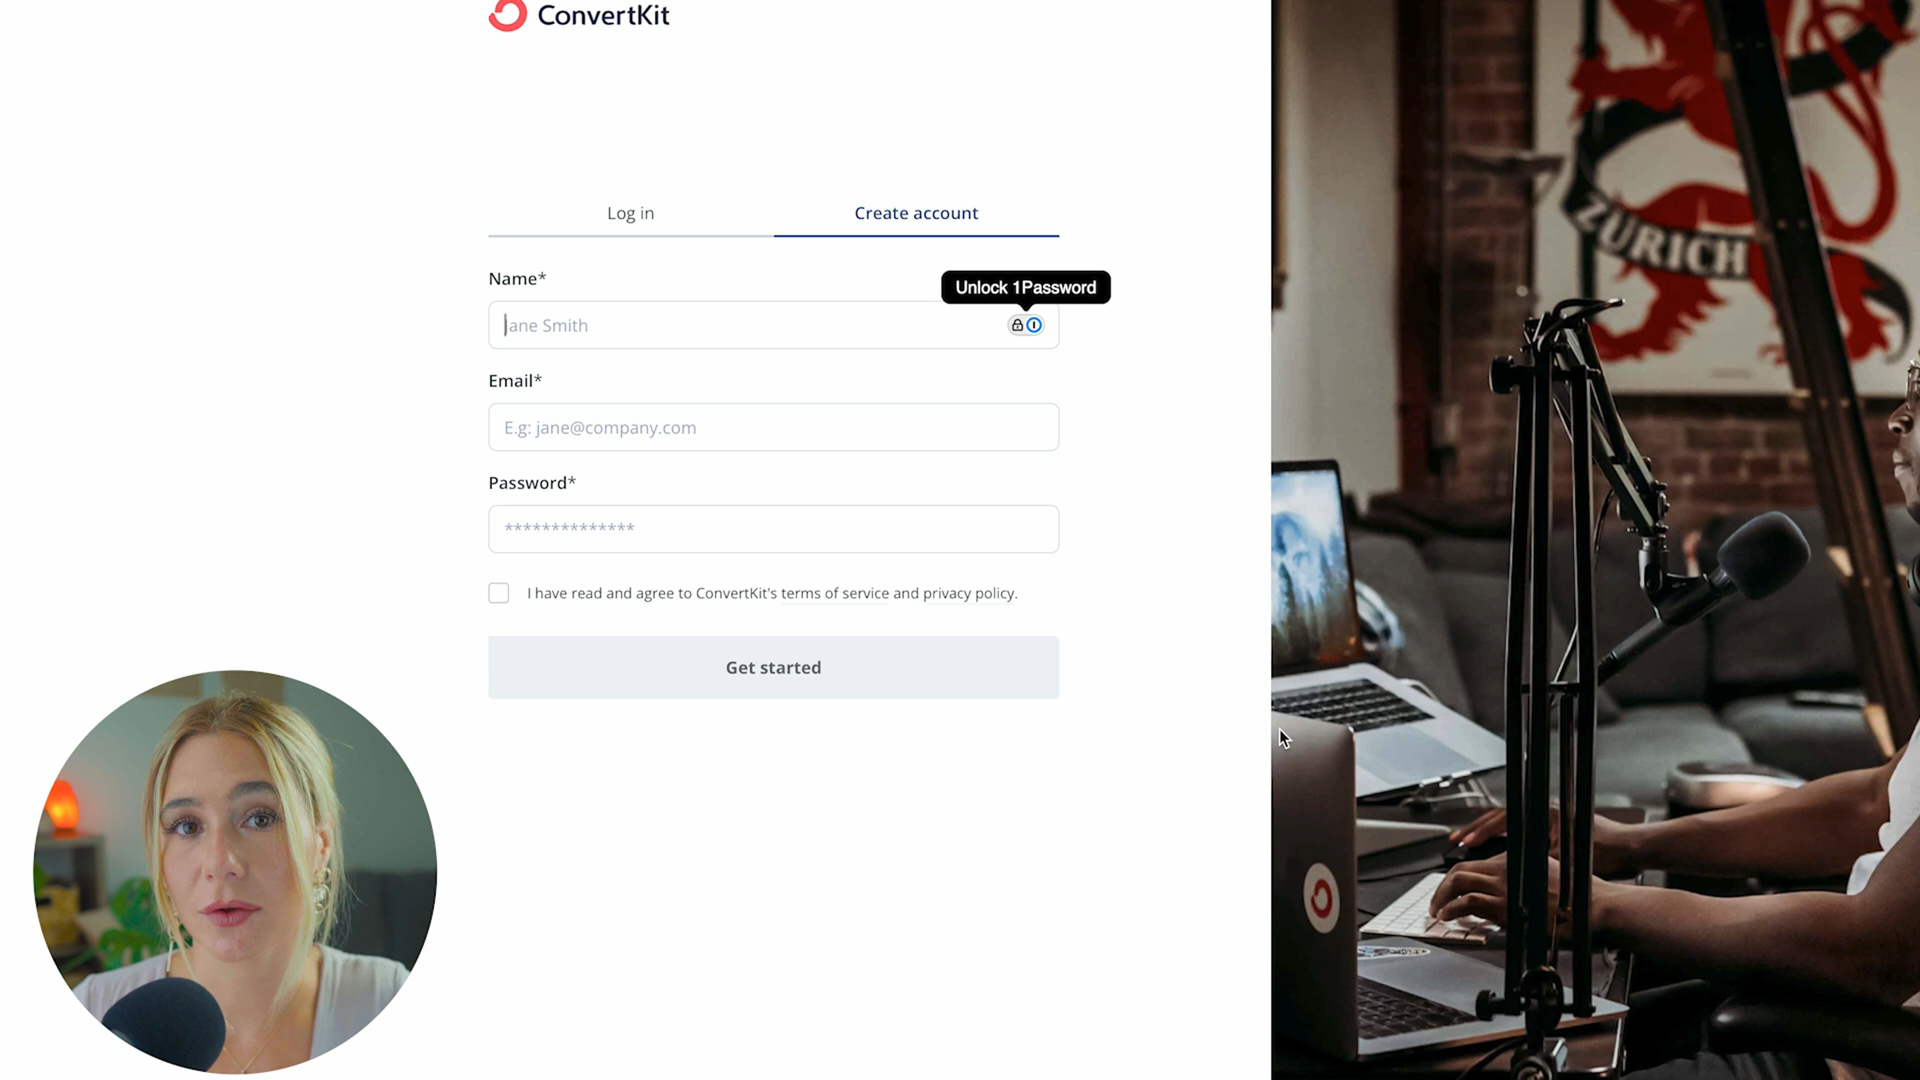 ConvertKit
Log in
Create account
Name*
Unlock 1Password
Jane Smith
Email*
E.g: jane@company.com
Password*
**************
I have read and agree to ConvertKit's terms of service and privacy policy.
Get started
ZURICH